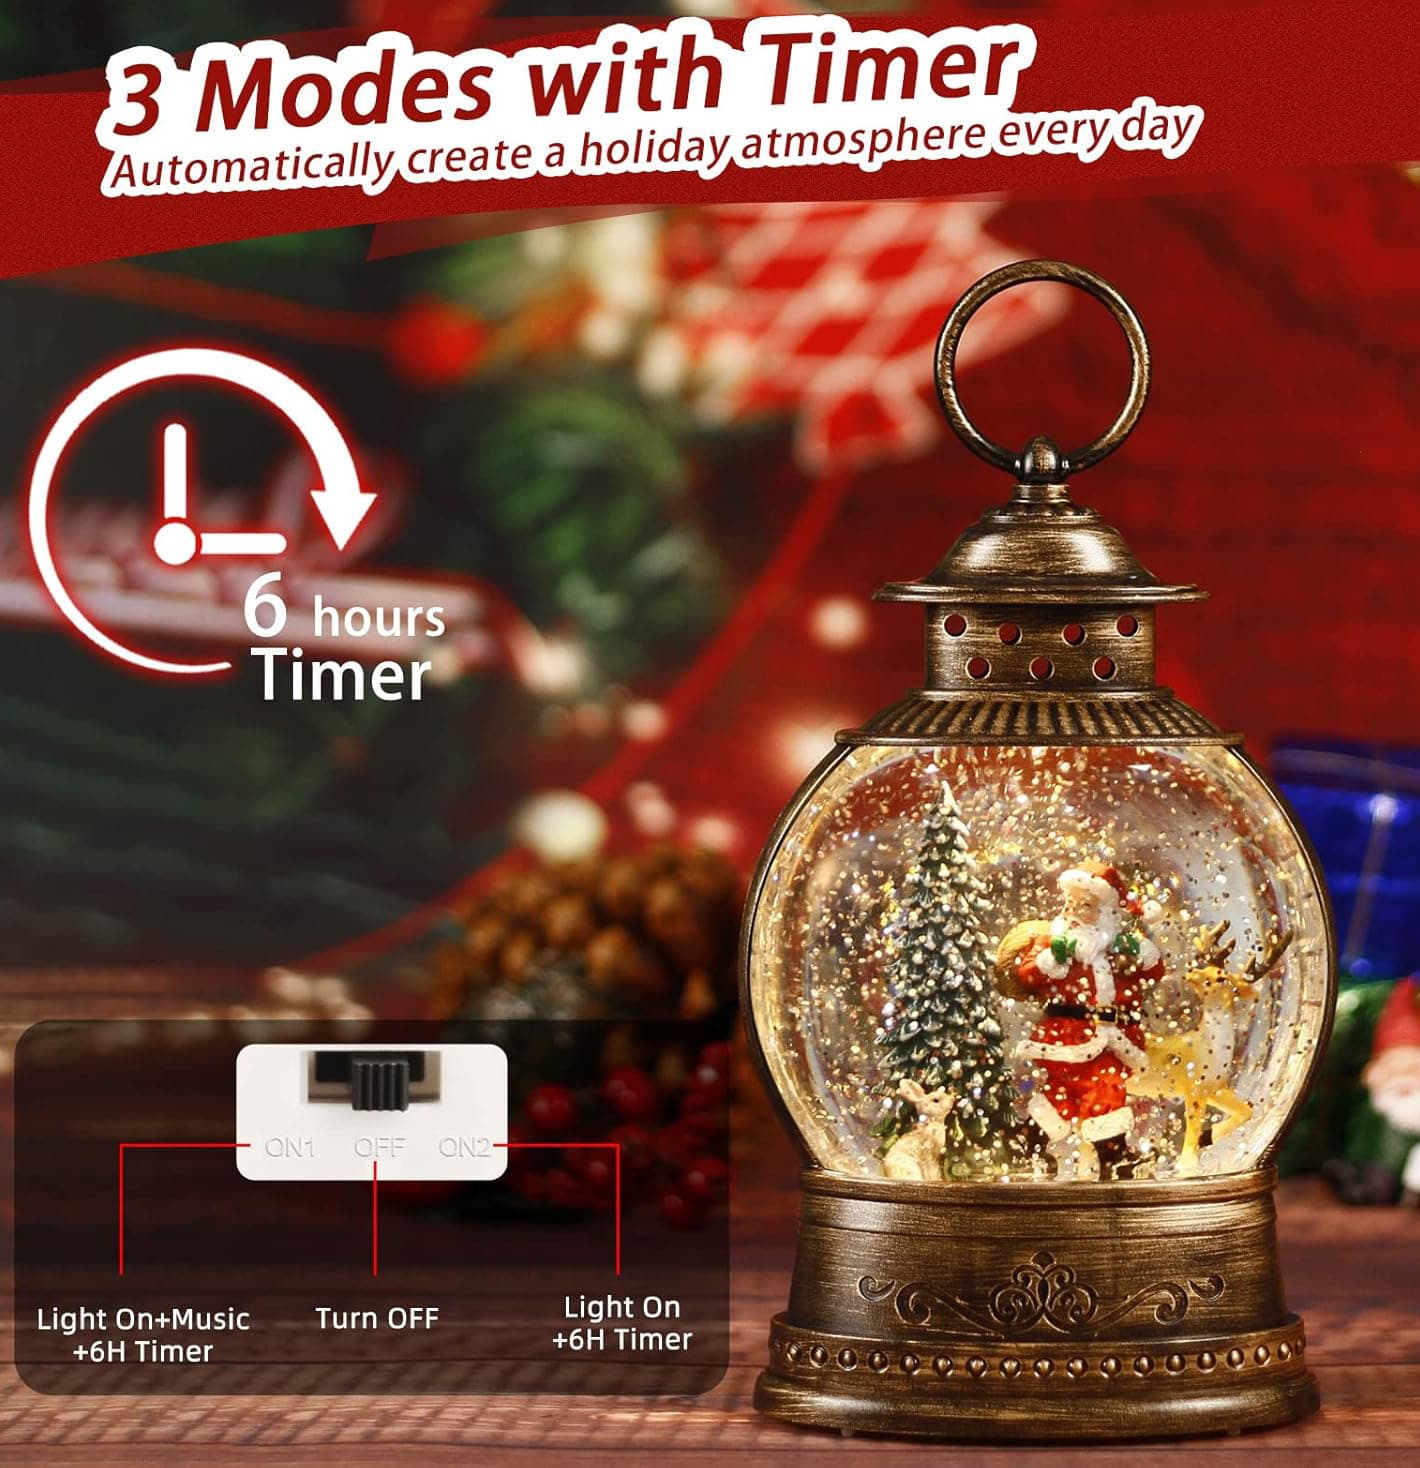 3 Modes with Timer
Automatically create a holiday atmosphere every day
6 hours
Timer
ON1 OFF ON2
Light On+Music
+6H Timer
Turn OFF
Light On
+6H Timer